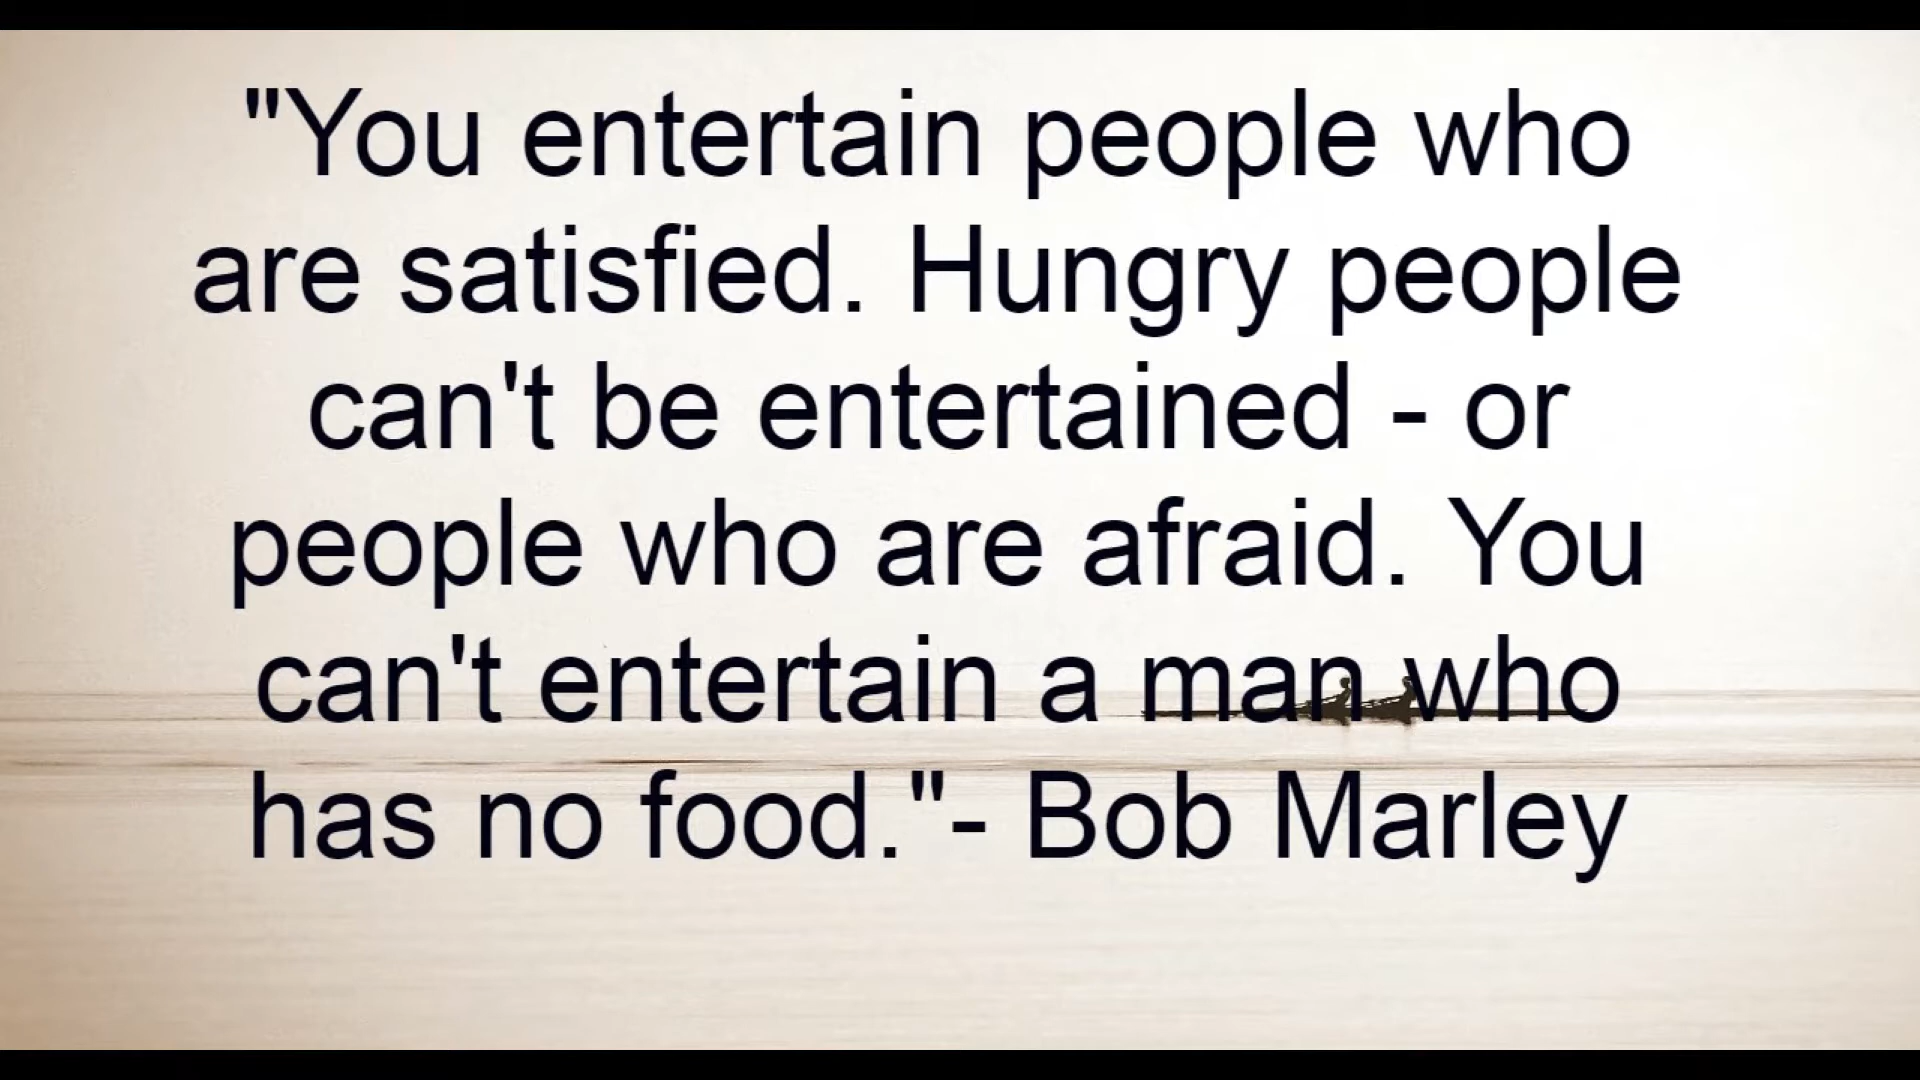 "You entertain people who
are satisfied. Hungry people
can't be entertained - or
people who are afraid. You
can't entertain a man who
has no food."- Bob Marley